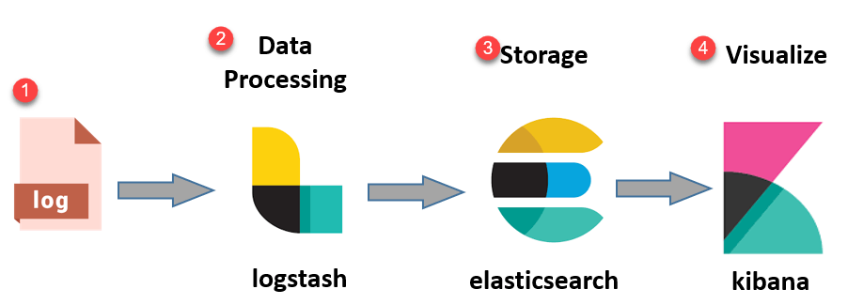 1
log
2
Data
Processing
logstash
3
Storage
elasticsearch
4
Visualize
kibana